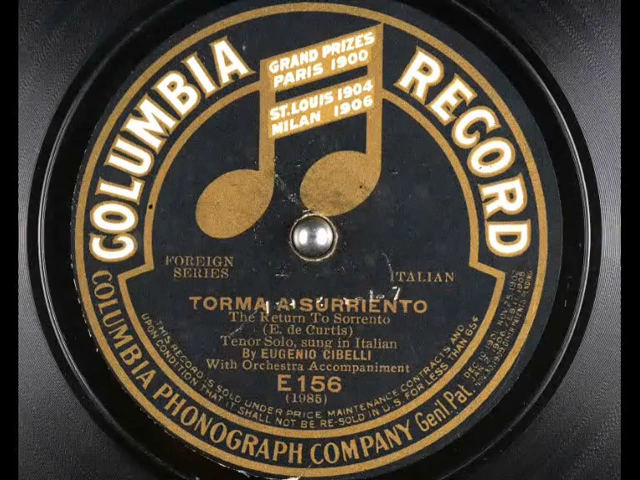 COLUMBIA RECORD
GRAND PRIZES
PARIS 1900
ST. LOUIS 1904
MILAN 1906
FOREIGN
SERIES
ITALIAN
TORMA A SURRIENTO
The Return To Sorrento
(E. de Curtis)
Tenor Solo, sung in Italian
By EUGENIO CIBELLI
With Orchestra Accompaniment
E156
(1985)
THIS RECORD IS SOLD UNDER PRICE MAINTENANCE CONTRACTS AND
UPON CONDITION THAT IT SHALL NOT BE RE-SOLD IN U.S. FOR LESS THAN 65¢
COLUMBIA PHONOGRAPH COMPANY Gen'l. Pat.